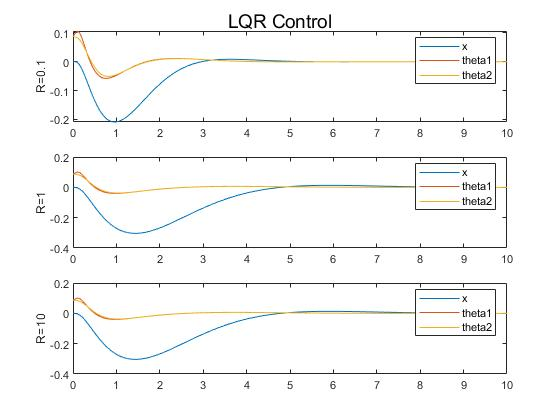 LQR Control
R=0.1
0.1
0
-0.1
-0.2
x
theta1
theta2
0 1 2 3 4 5 6 7 8 9 10
R=1
0.2
0
-0.2
-0.4
x
theta1
theta2
0 1 2 3 4 5 6 7 8 9 10
R=10
0.2
0
-0.2
-0.4
x
theta1
theta2
0 1 2 3 4 5 6 7 8 9 10